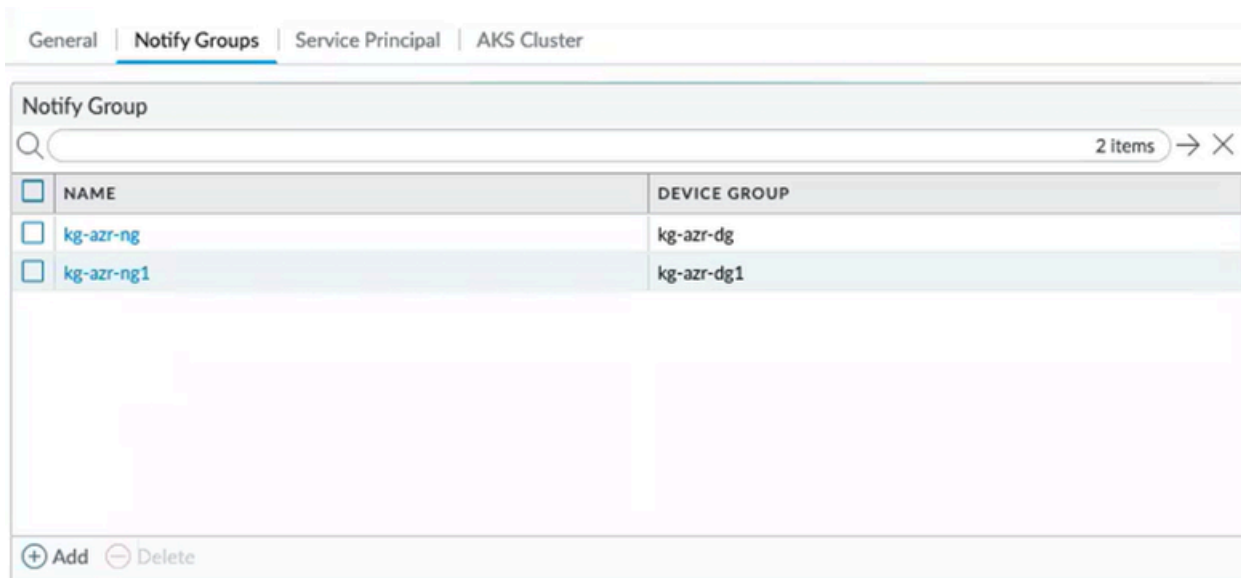 General | Notify Groups | Service Principal | AKS Cluster
Notify Group
2 items
NAME DEVICE GROUP
kg-azr-ng kg-azr-dg
kg-azr-ng1 kg-azr-dg1
Add Delete